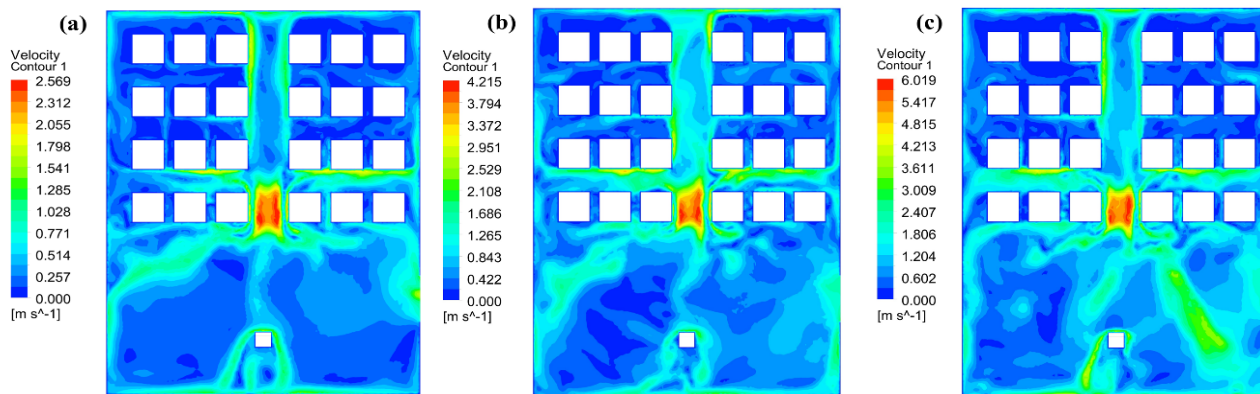 (a)
Velocity
Contour 1
2.569
2.312
2.055
1.798
1.541
1.285
1.028
0.771
0.514
0.257
0.000
[m s^-1]
(b)
Velocity
Contour 1
4.215
3.794
3.372
2.951
2.529
2.108
1.686
1.265
0.843
0.422
0.000
[m s^-1]
(c)
Velocity
Contour 1
6.019
5.417
4.815
4.213
3.611
3.009
2.407
1.806
1.204
0.602
0.000
[m s^-1]